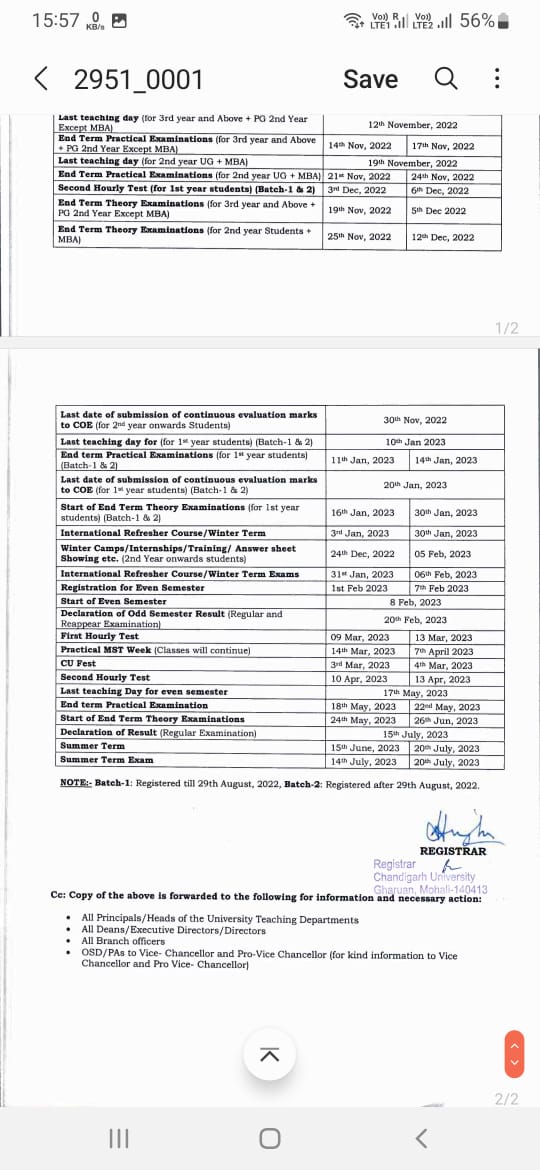 15:57 0 KB/s Vo)) R LTE1 Vo)) LTE2 56%
2951_0001 Save
Last teaching day (for 3rd year and Above + PG 2nd Year
Except MBA) 12th November, 2022
End Term Practical Examinations (for 3rd year and Above
+ PG 2nd Year Except MBA) 14th Nov, 2022 17th Nov, 2022
Last teaching day (for 2nd year UG + MBA) 19th November, 2022
End Term Practical Examinations (for 2nd year UG + MBA) 21st Nov, 2022 24th Nov, 2022
Second Hourly Test (for 1st year students) (Batch-1 & 2) 3rd Dec, 2022 6th Dec, 2022
End Term Theory Examinations (for 3rd year and Above +
PG 2nd Year Except MBA) 19th Nov, 2022 5th Dec 2022
End Term Theory Examinations (for 2nd year Students +
MBA) 25th Nov, 2022 12th Dec, 2022
1/2
Last date of submission of continuous evaluation marks
to COE (for 2nd year onwards Students) 30th Nov, 2022
Last teaching day for (for 1st year students) (Batch-1 & 2) 10th Jan 2023
End term Practical Examinations (for 1st year students)
(Batch-1 & 2) 11th Jan, 2023 14th Jan, 2023
Last date of submission of continuous evaluation marks
to COE (for 1st year students) (Batch-1 & 2) 20th Jan, 2023
Start of End Term Theory Examinations (for 1st year
students) (Batch-1 & 2) 16th Jan, 2023 30th Jan, 2023
International Refresher Course/Winter Term 3rd Jan, 2023 30th Jan, 2023
Winter Camps/Internships/Training/ Answer sheet
Showing etc. (2nd Year onwards students) 24th Dec, 2022 05 Feb, 2023
International Refresher Course/Winter Term Exams 31st Jan, 2023 06th Feb, 2023
Registration for Even Semester 1st Feb 2023 7th Feb 2023
Start of Even Semester 8 Feb, 2023
Declaration of Odd Semester Result (Regular and
Reappear Examination) 20th Feb, 2023
First Hourly Test 09 Mar, 2023 13 Mar, 2023
Practical MST Week (Classes will continue) 14th Mar, 2023 7th April 2023
CU Fest 3rd Mar, 2023 4th Mar, 2023
Second Hourly Test 10 Apr, 2023 13 Apr, 2023
Last teaching Day for even semester 17th May, 2023
End term Practical Examination 18th May, 2023 22nd May, 2023
Start of End Term Theory Examinations 24th May, 2023 26th Jun, 2023
Declaration of Result (Regular Examination) 15th July, 2023
Summer Term 15th June, 2023 20th July, 2023
Summer Term Exam 14th July, 2023 20th July, 2023
NOTE:- Batch-1: Registered till 29th August, 2022, Batch-2: Registered after 29th August, 2022.
REGISTRAR
Registrar
Chandigarh University
Gharuan, Mohali-140413
Cc: Copy of the above is forwarded to the following for information and necessary action:
• All Principals/Heads of the University Teaching Departments
• All Deans/Executive Directors/Directors
• All Branch officers
• OSD/PAs to Vice- Chancellor and Pro-Vice Chancellor (for kind information to Vice
Chancellor and Pro Vice- Chancellor)
2/2